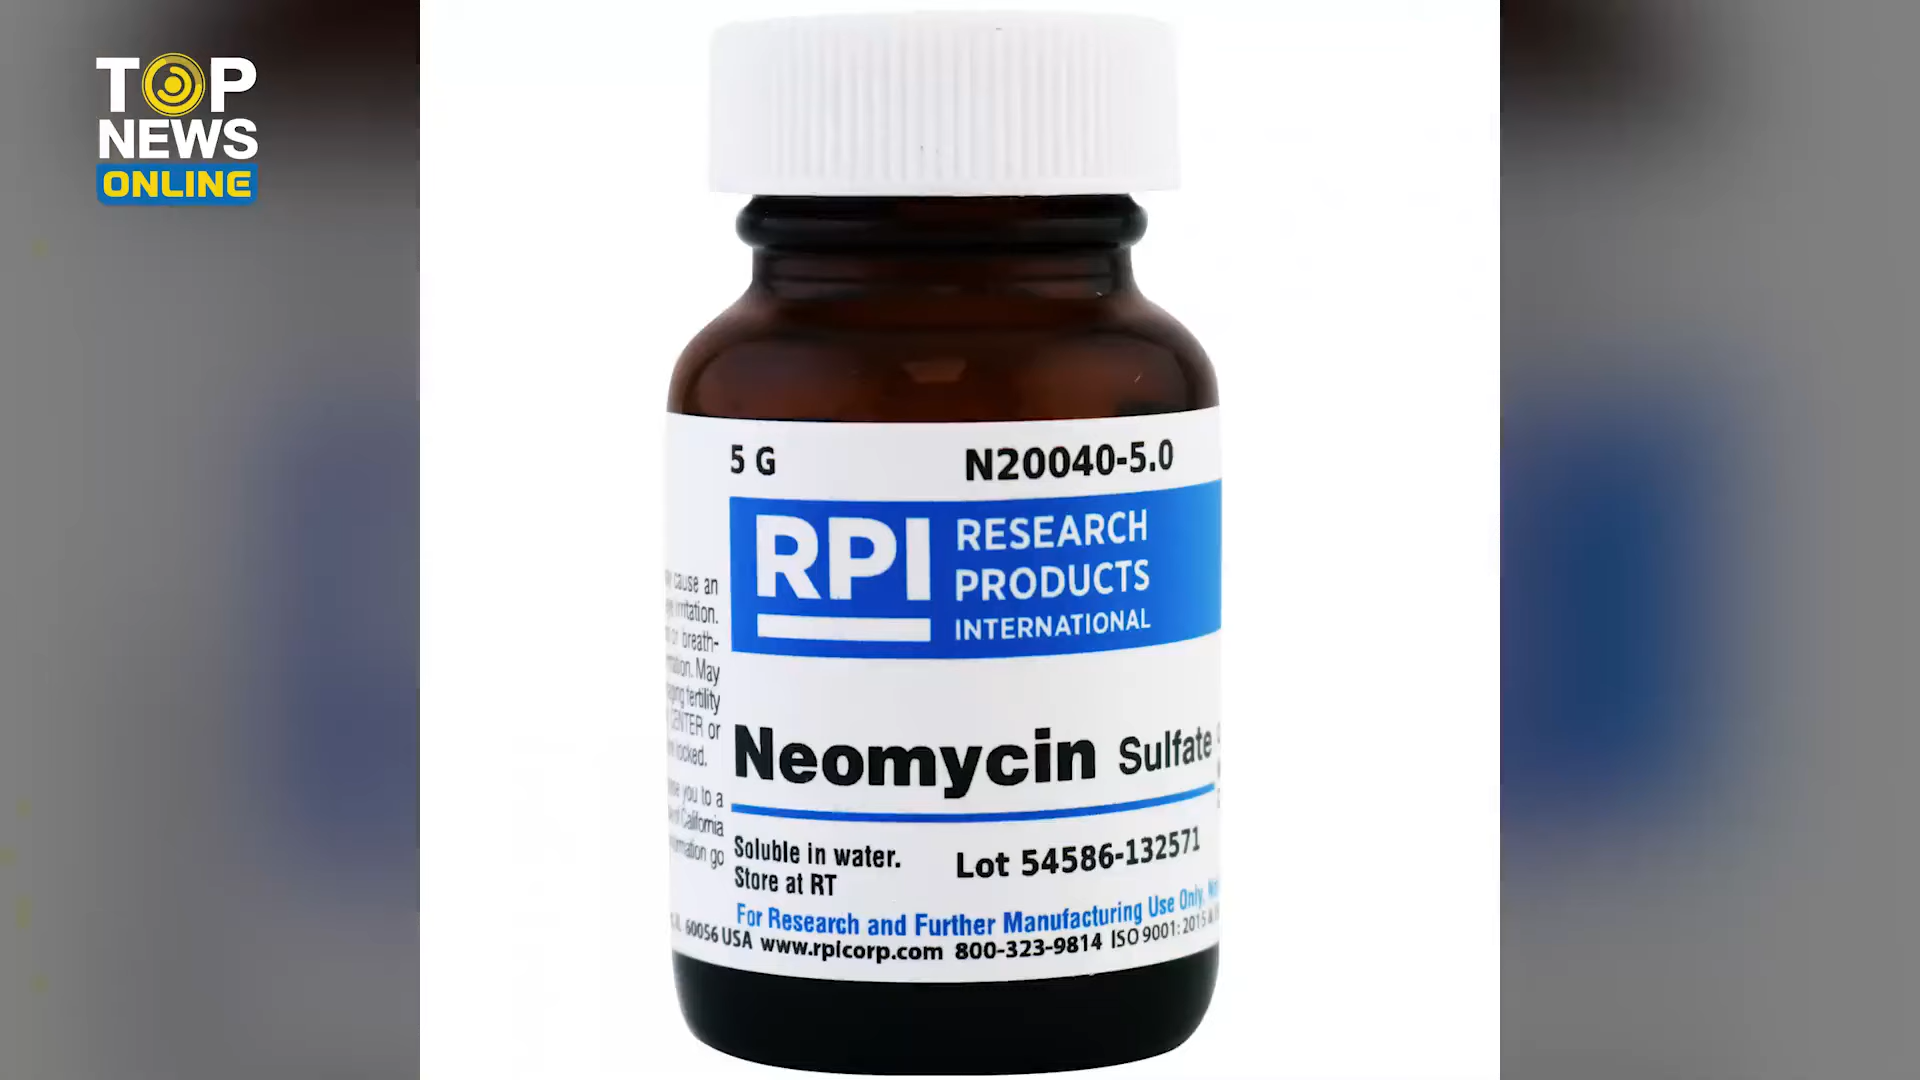 TOP
NEWS
ONLINE
5 G
N20040-5.0
RPI
RESEARCH
PRODUCTS
INTERNATIONAL
cause an
irritation.
or breath-
May
fertility
CENTER or
locked.
you to a
of California
go
Neomycin Sulfate
Soluble in water.
Store at RT
Lot 54586-132571
For Research and Further Manufacturing Use Only,
60056 USA www.rpicorp.com 800-323-9814 ISO 9001: 2015